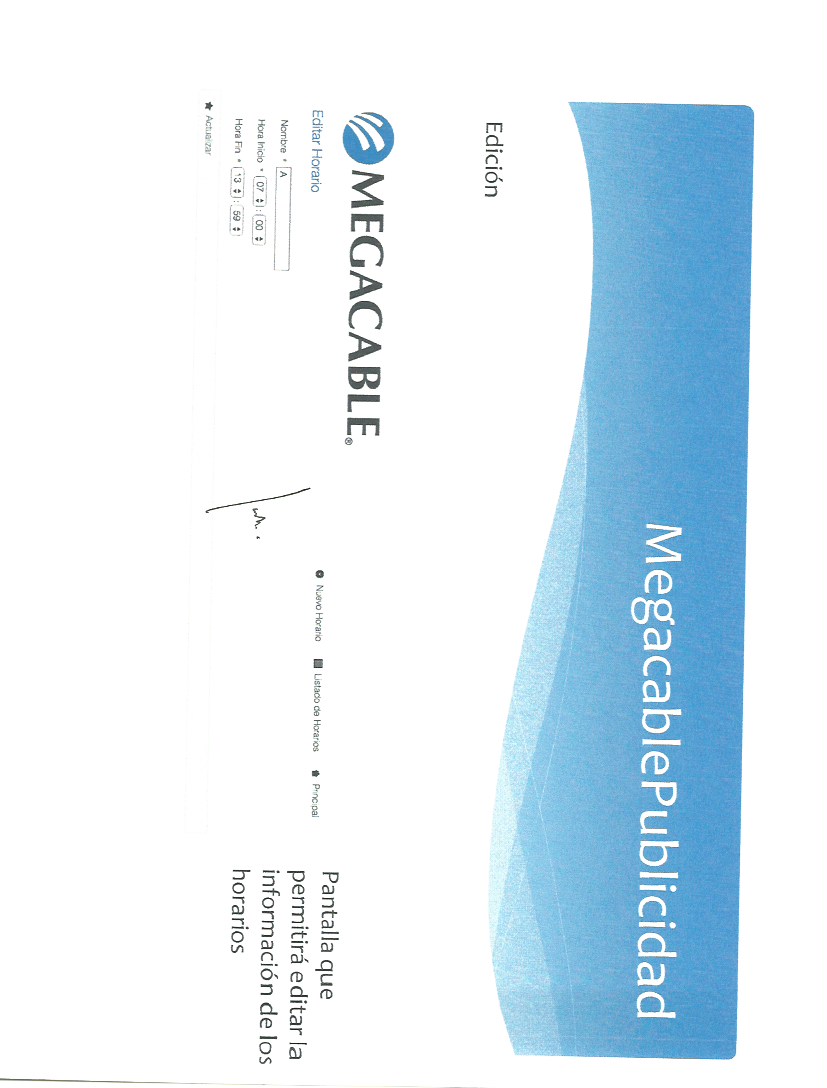 MegacablePublicidad
Edición
MEGACABLE®
Nuevo Horario Listado de Horarios Principal
Editar Horario
Nombre * A
Hora Inicio * 07 : 00
Hora Fin * 13 : 59
Actualizar
Pantalla que
permitirá editar la
información de los
horarios